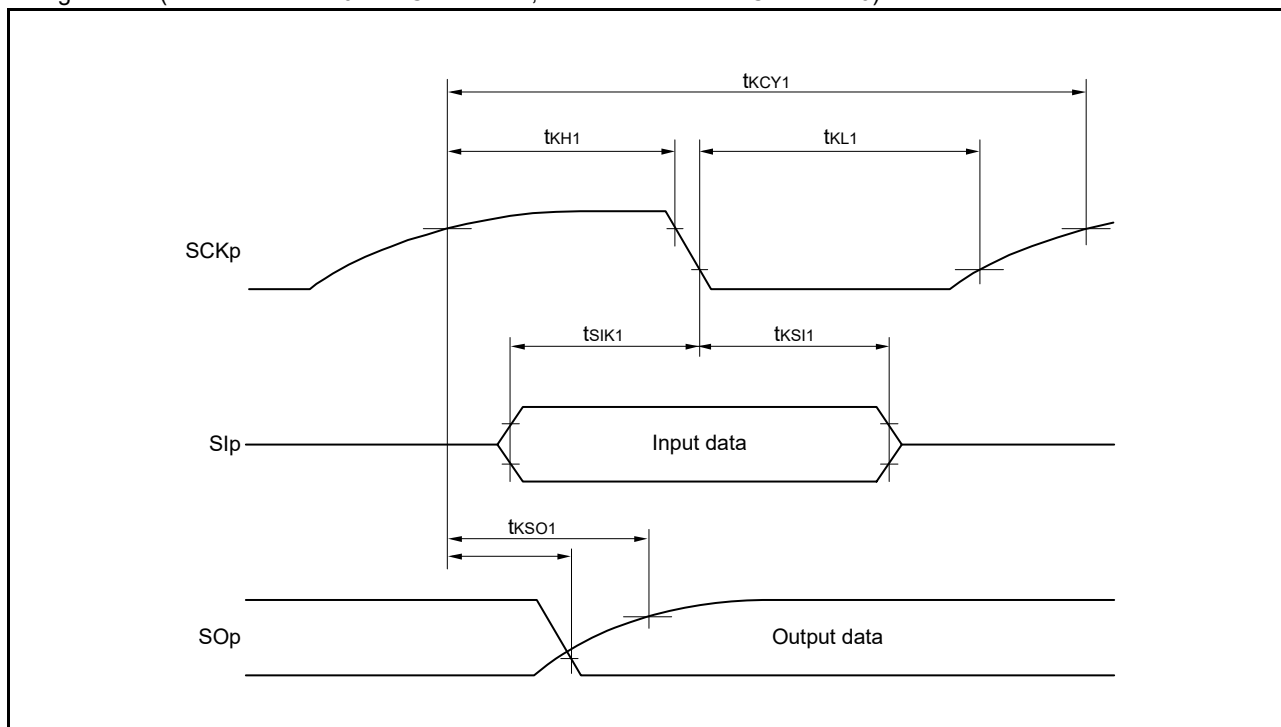 tKCY1
tKH1
tKL1
SCKp
tSIK1
tKSI1
SIp
Input data
tKSO1
SOp
Output data